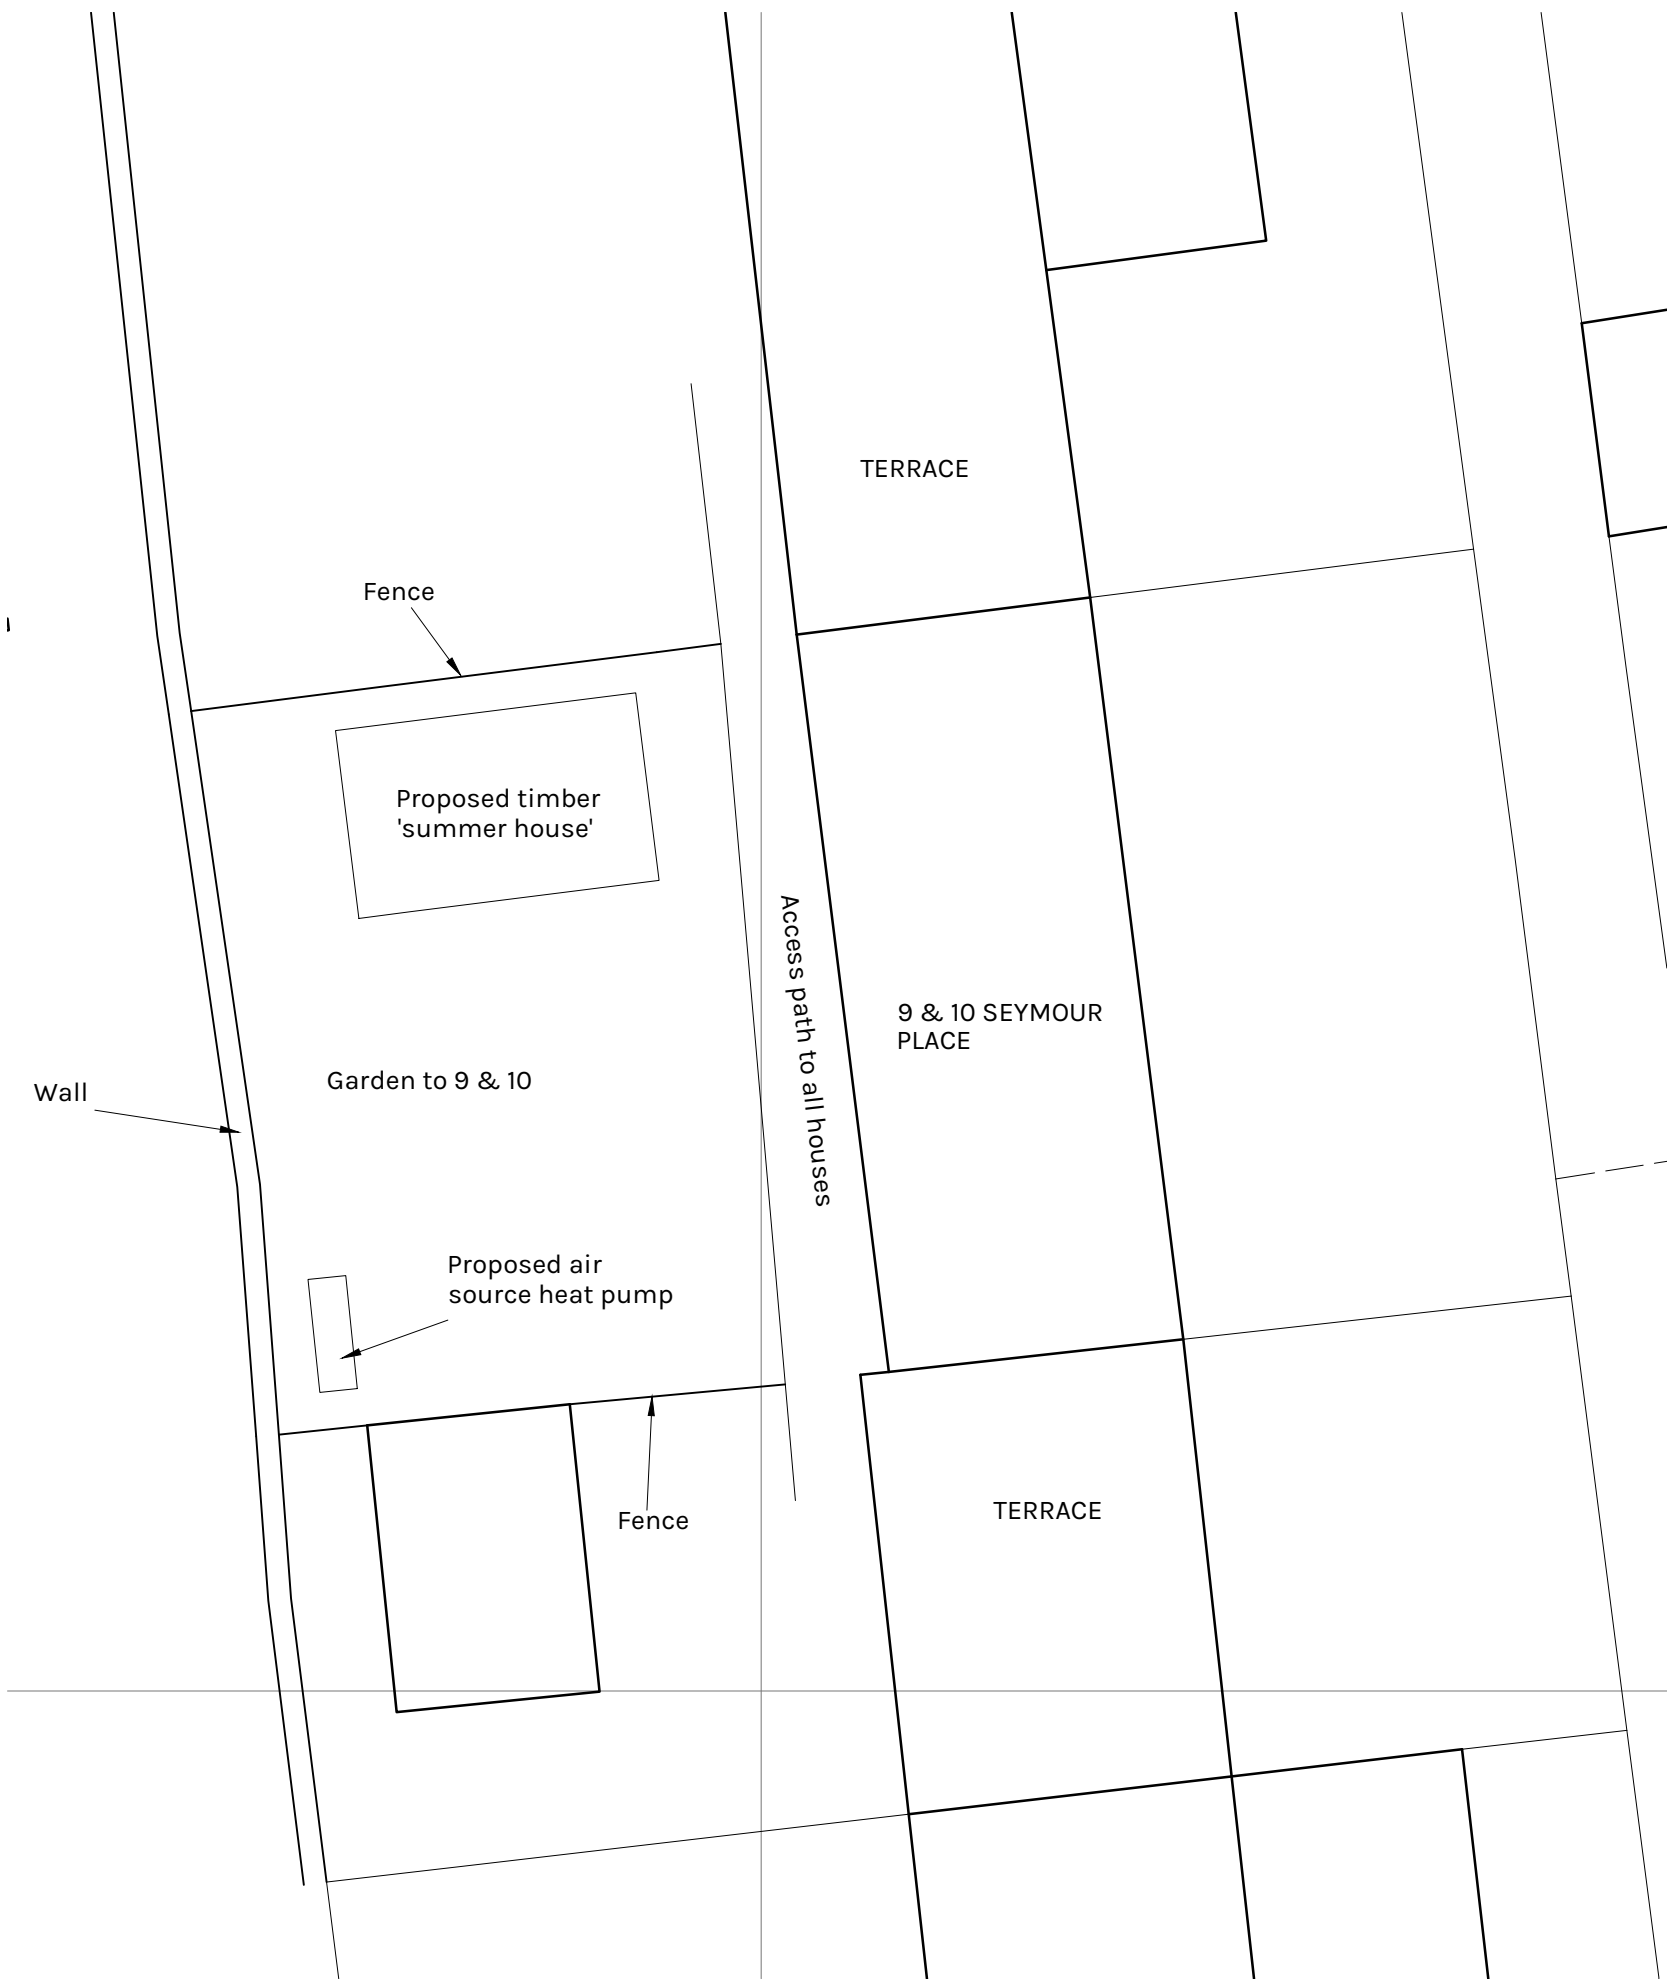 TERRACE
Fence
Proposed timber
'summer house'
Access path to all houses
9 & 10 SEYMOUR
PLACE
Garden to 9 & 10
Wall
Proposed air
source heat pump
Fence
TERRACE